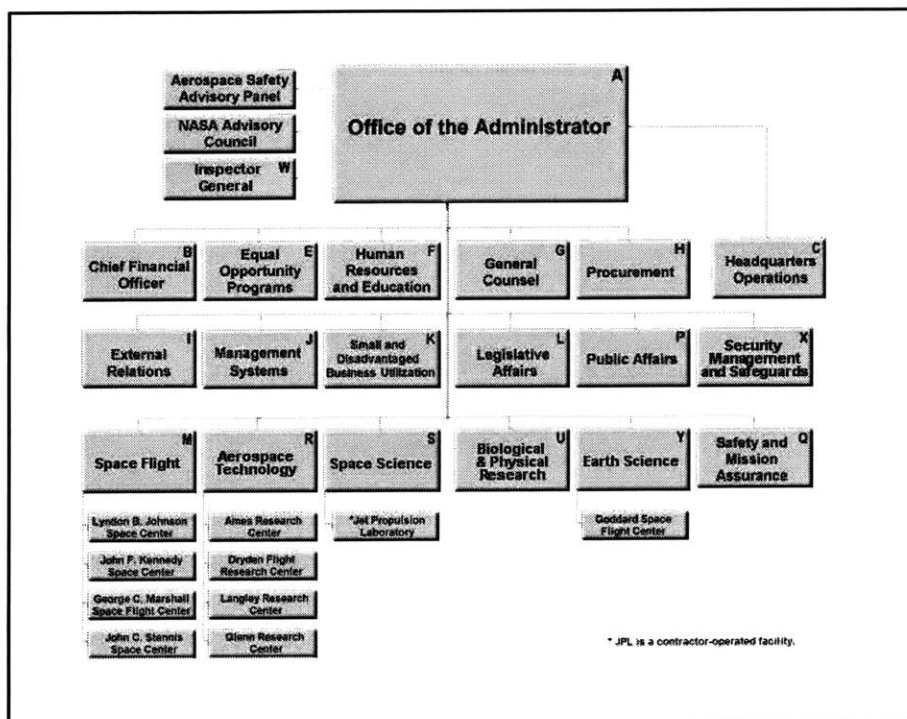 A
Aerospace Safety
Advisory Panel
Office of the Administrator
NASA Advisory
Council
Inspector W
General
B
Chief Financial
Officer
E
Equal
Opportunity
Programs
F
Human
Resources
and Education
G
General
Counsel
H
Procurement
C
Headquarters
Operations
I
External
Relations
J
Management
Systems
K
Small and
Disadvantaged
Business Utilization
L
Legislative
Affairs
P
Public Affairs
X
Security
Management
and Safeguards
M
Space Flight
R
Aerospace
Technology
S
Space Science
U
Biological
& Physical
Research
Y
Earth Science
Q
Safety and
Mission
Assurance
Lyndon B. Johnson
Space Center
John F. Kennedy
Space Center
George C. Marshall
Space Flight Center
John C. Stennis
Space Center
Ames Research
Center
Dryden Flight
Research Center
Langley Research
Center
Glenn Research
Center
*Jet Propulsion
Laboratory
Goddard Space
Flight Center
* JPL is a contractor-operated facility.